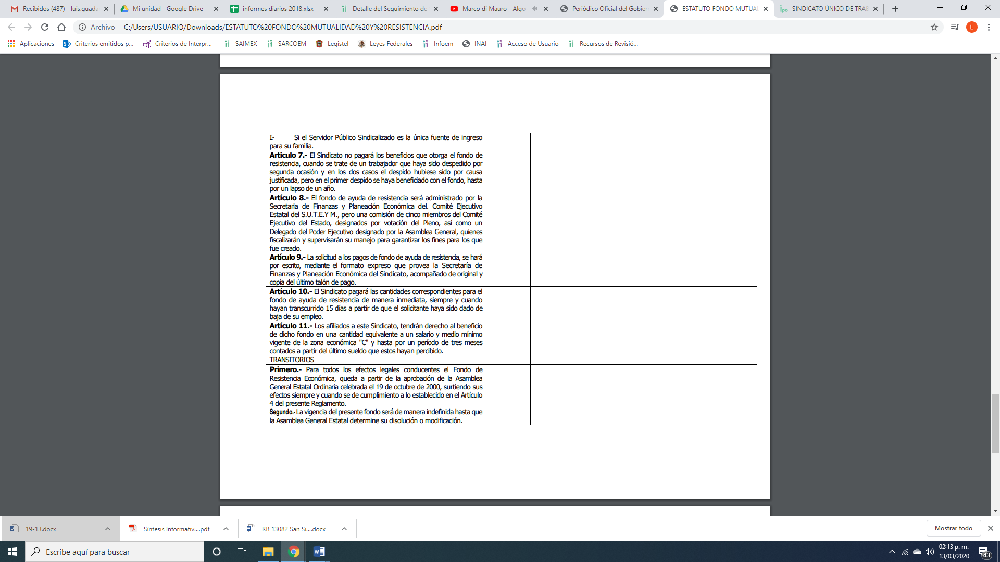 Recibidos (487) - luis.guada
Mi unidad - Google Drive
informes diarios 2018.xlsx -
Detalle del Seguimiento de
Marco di Mauro - Algo
Periódico Oficial del Gobier
ESTATUTO FONDO MUTUAL
SINDICATO ÚNICO DE TRAB
Archivo
C:/Users/USUARIO/Downloads/ESTATUTO%20FONDO%20MUTUALIDAD%20Y%20RESISTENCIA.pdf
L
Aplicaciones
Criterios emitidos p...
Criterios de Interpr...
SAIMEX
SARCOEM
Legistel
Leyes Federales
Infoem
INAI
Acceso de Usuario
Recursos de Revisió...
I.- Si el Servidor Público Sindicalizado es la única fuente de ingreso
para su familia.
Articulo 7.- El Sindicato no pagará los beneficios que otorga el fondo de
resistencia, cuando se trate de un trabajador que haya sido despedido por
segunda ocasión y en los dos casos el despido hubiese sido por causa
justificada, pero en el primer despido se haya beneficiado con el fondo, hasta
por un lapso de un año.
Artículo 8.- El fondo de ayuda de resistencia será administrado por la
Secretaria de Finanzas y Planeación Económica del. Comité Ejecutivo
Estatal del S.U.T.E.Y M., pero una comisión de cinco miembros del Comité
Ejecutivo del Estado, designados por votación del Pleno, así como un
Delegado del Poder Ejecutivo designado por la Asamblea General, quienes
fiscalizarán y supervisarán su manejo para garantizar los fines para los que
fue creado.
Artículo 9.- La solicitud a los pagos de fondo de ayuda de resistencia, se hará
por escrito, mediante el formato expreso que provea la Secretaría de
Finanzas y Planeación Económica del Sindicato, acompañado de original y
copia del último talón de pago.
Artículo 10.- El Sindicato pagará las cantidades correspondientes para el
fondo de ayuda de resistencia de manera inmediata, siempre y cuando
hayan transcurrido 15 días a partir de que el solicitante haya sido dado de
baja de su empleo.
Artículo 11.- Los afiliados a este Sindicato, tendrán derecho al beneficio
de dicho fondo en una cantidad equivalente a un salario y medio mínimo
vigente de la zona económica "C" y hasta por un período de tres meses
contados a partir del último sueldo que estos hayan percibido.
TRANSITORIOS
Primero.- Para todos los efectos legales conducentes el Fondo de
Resistencia Económica, queda a partir de la aprobación de la Asamblea
General Estatal Ordinaria celebrada el 19 de octubre de 2000, surtiendo sus
efectos siempre y cuando se de cumplimiento a lo establecido en el Artículo
4 del presente Reglamento.
Segundo.- La vigencia del presente fondo será de manera indefinida hasta que
la Asamblea General Estatal determine su disolución o modificación.
19-13.docx
Síntesis Informativ....pdf
RR 13082 San Si....docx
Mostrar todo
Escribe aquí para buscar
02:13 p. m.
13/03/2020
43